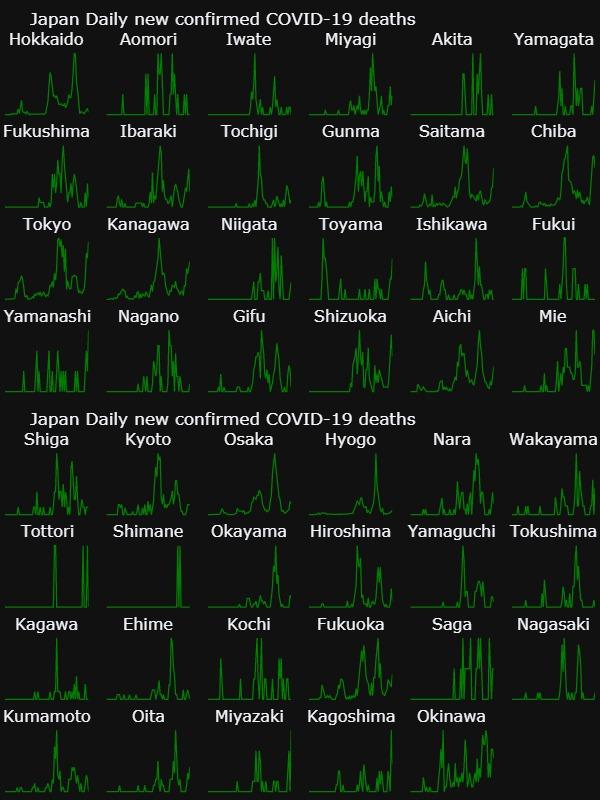 Japan Daily new confirmed COVID-19 deaths
Hokkaido Aomori Iwate Miyagi Akita Yamagata
Fukushima Ibaraki Tochigi Gunma Saitama Chiba
Tokyo Kanagawa Niigata Toyama Ishikawa Fukui
Yamanashi Nagano Gifu Shizuoka Aichi Mie
Japan Daily new confirmed COVID-19 deaths
Shiga Kyoto Osaka Hyogo Nara Wakayama
Tottori Shimane Okayama Hiroshima Yamaguchi Tokushima
Kagawa Ehime Kochi Fukuoka Saga Nagasaki
Kumamoto Oita Miyazaki Kagoshima Okinawa